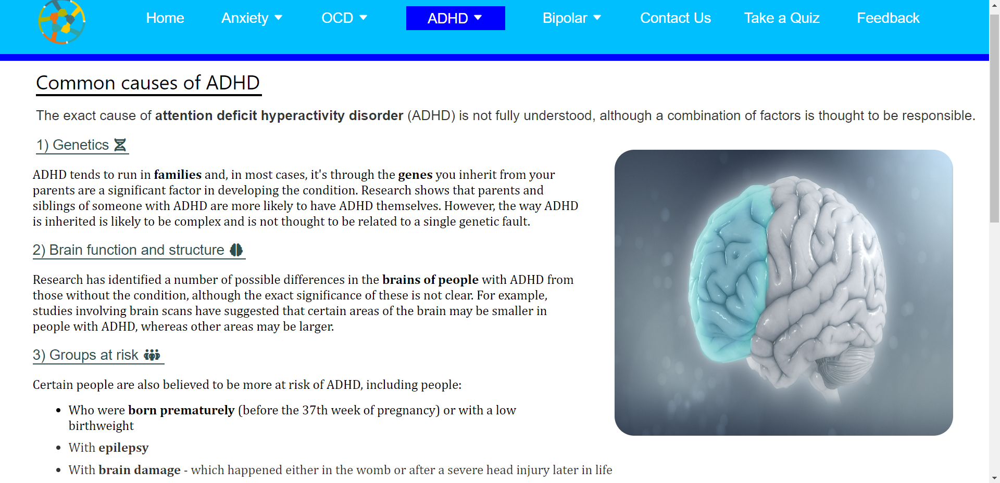 Home Anxiety OCD ADHD Bipolar Contact Us Take a Quiz Feedback
Common causes of ADHD
The exact cause of attention deficit hyperactivity disorder (ADHD) is not fully understood, although a combination of factors is thought to be responsible.
1) Genetics
ADHD tends to run in families and, in most cases, it's through the genes you inherit from your
parents are a significant factor in developing the condition. Research shows that parents and
siblings of someone with ADHD are more likely to have ADHD themselves. However, the way ADHD
is inherited is likely to be complex and is not thought to be related to a single genetic fault.
2) Brain function and structure
Research has identified a number of possible differences in the brains of people with ADHD from
those without the condition, although the exact significance of these is not clear. For example,
studies involving brain scans have suggested that certain areas of the brain may be smaller in
people with ADHD, whereas other areas may be larger.
3) Groups at risk
Certain people are also believed to be more at risk of ADHD, including people:
• Who were born prematurely (before the 37th week of pregnancy) or with a low
birthweight
• With epilepsy
• With brain damage - which happened either in the womb or after a severe head injury later in life